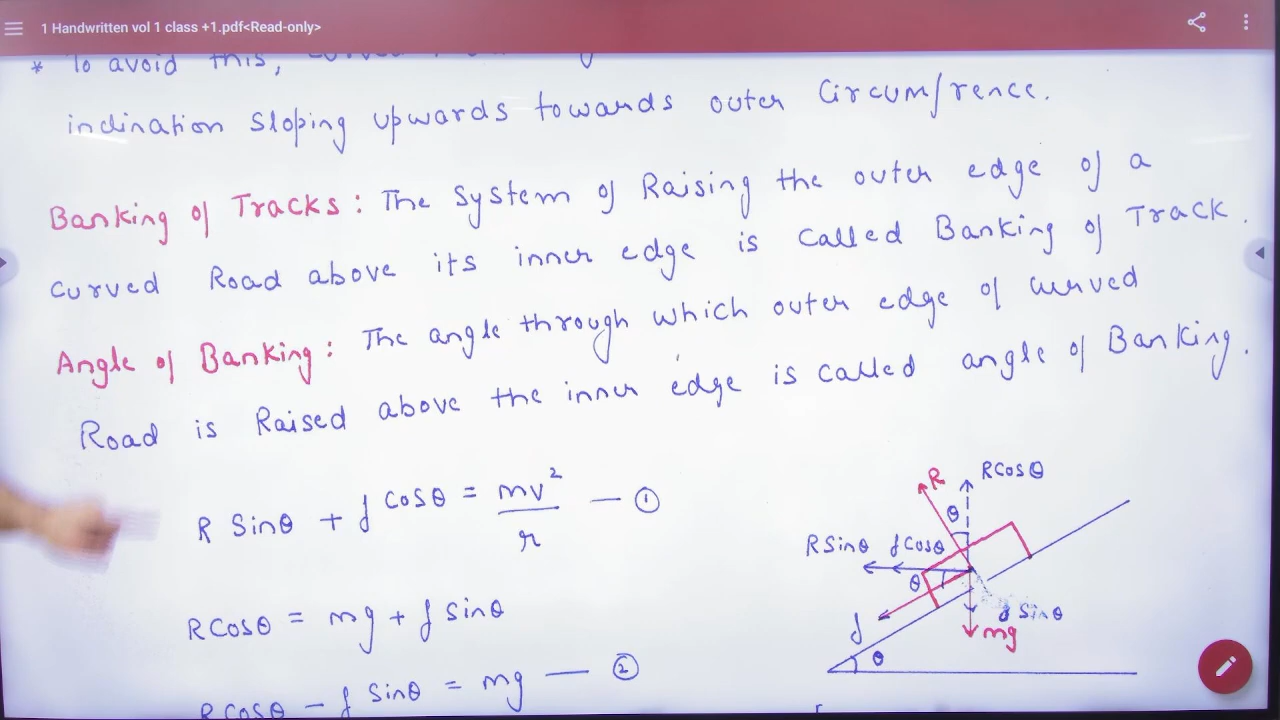 1 Handwritten vol 1 class +1.pdf<Read-only>
* To avoid this,
inclination sloping upwards towards outer Circumfrence.
Banking of Tracks: The System of Raising the outer edge of a
curved Road above its inner edge is called Banking of Track.
Angle of Banking: The angle through which outer edge of curved
Road is Raised above the inner edge is called angle of Banking.
R Sinθ + f Cosθ = mv²/r — ①
RCosθ = mg + f sinθ
RCosθ - f Sinθ = mg — ②
R
RCosθ
θ
RSinθ fCosθ
θ
f
f Sinθ
mg
θ